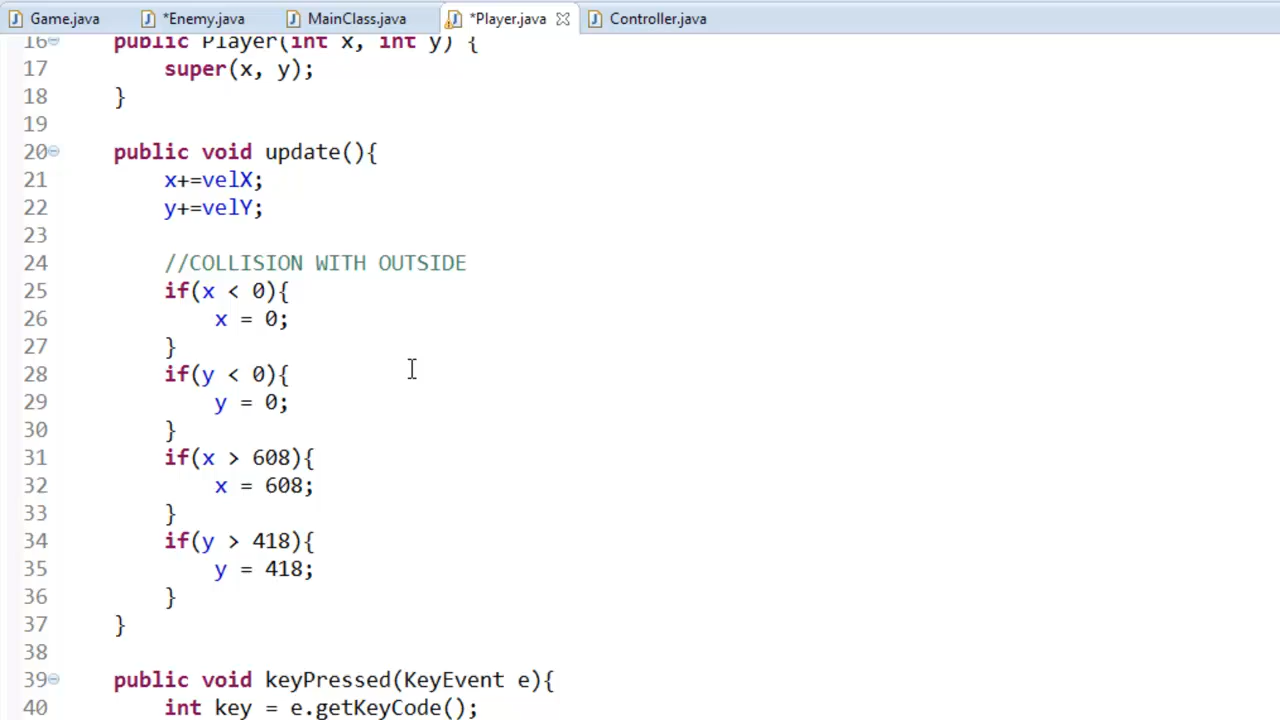 Game.java *Enemy.java MainClass.java *Player.java Controller.java
16 public Player(int x, int y) {
17 super(x, y);
18 }
19
20 public void update(){
21 x+=velX;
22 y+=velY;
23
24 //COLLISION WITH OUTSIDE
25 if(x < 0){
26 x = 0;
27 }
28 if(y < 0){
29 y = 0;
30 }
31 if(x > 608){
32 x = 608;
33 }
34 if(y > 418){
35 y = 418;
36 }
37 }
38
39 public void keyPressed(KeyEvent e){
40 int key = e.getKeyCode();